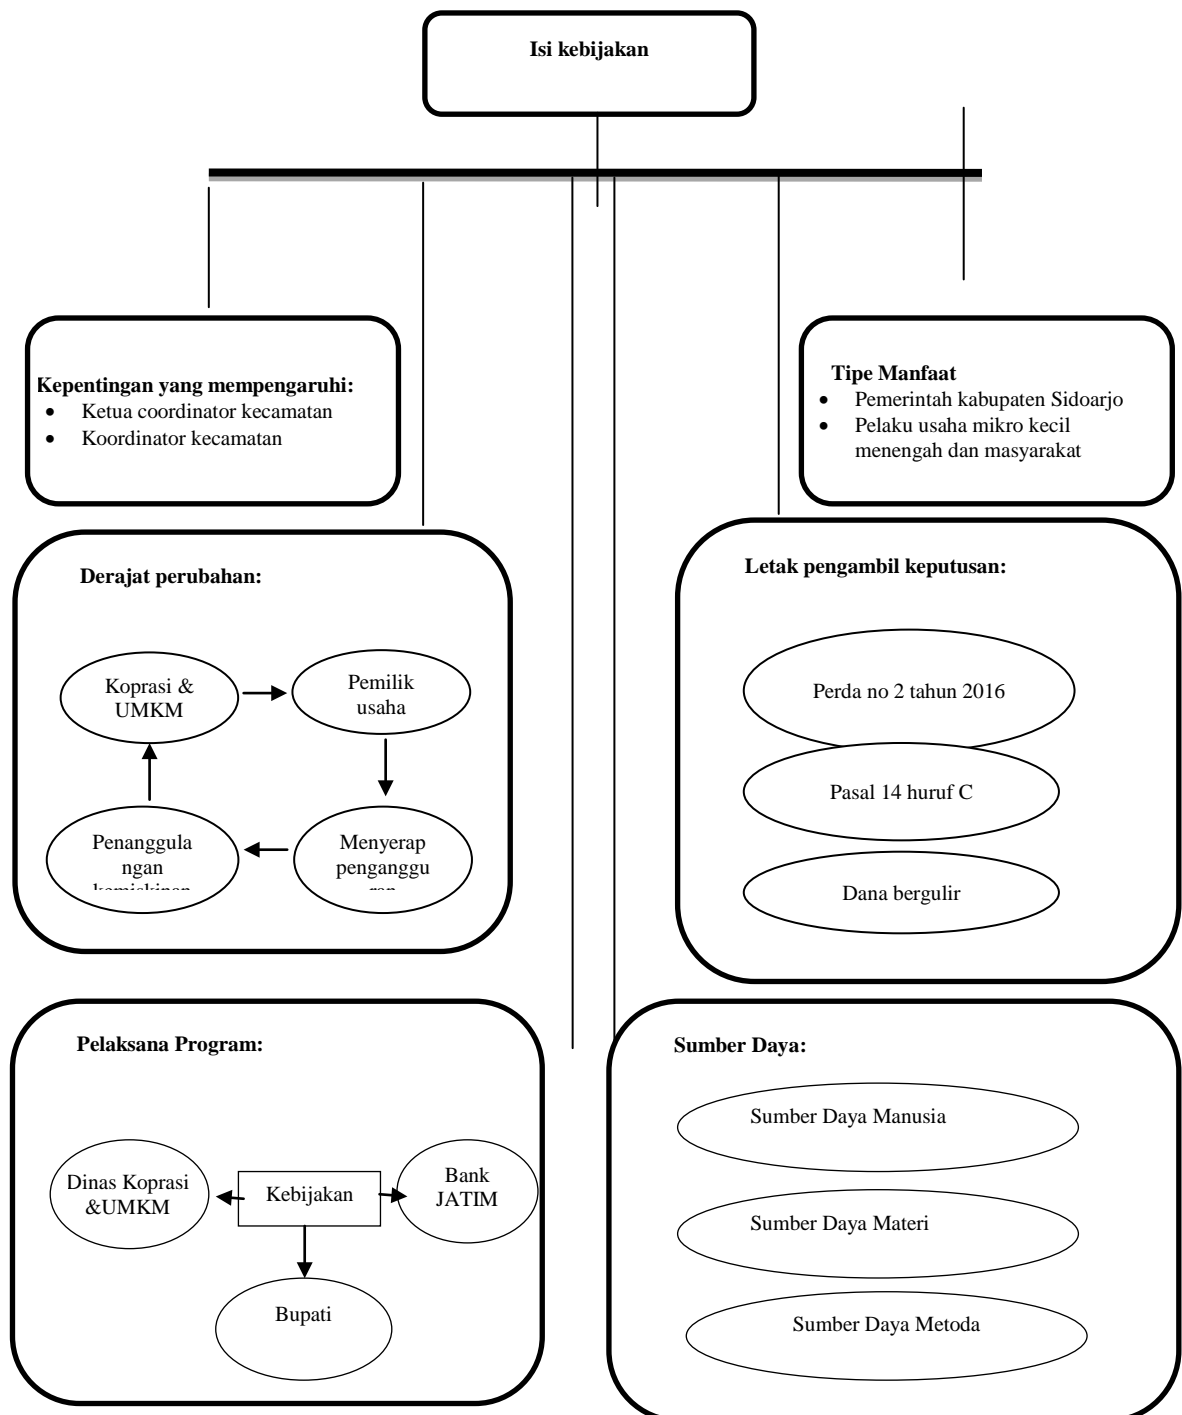 Isi kebijakan
Kepentingan yang mempengaruhi:
• Ketua coordinator kecamatan
• Koordinator kecamatan
Tipe Manfaat
• Pemerintah kabupaten Sidoarjo
• Pelaku usaha mikro kecil
menengah dan masyarakat
Derajat perubahan:
Koprasi &
UMKM
Pemilik
usaha
Penanggula
ngan
kemiskinan
Menyerap
penganggu
ran
Letak pengambil keputusan:
Perda no 2 tahun 2016
Pasal 14 huruf C
Dana bergulir
Pelaksana Program:
Dinas Koprasi
&UMKM
Kebijakan
Bank
JATIM
Bupati
Sumber Daya:
Sumber Daya Manusia
Sumber Daya Materi
Sumber Daya Metoda